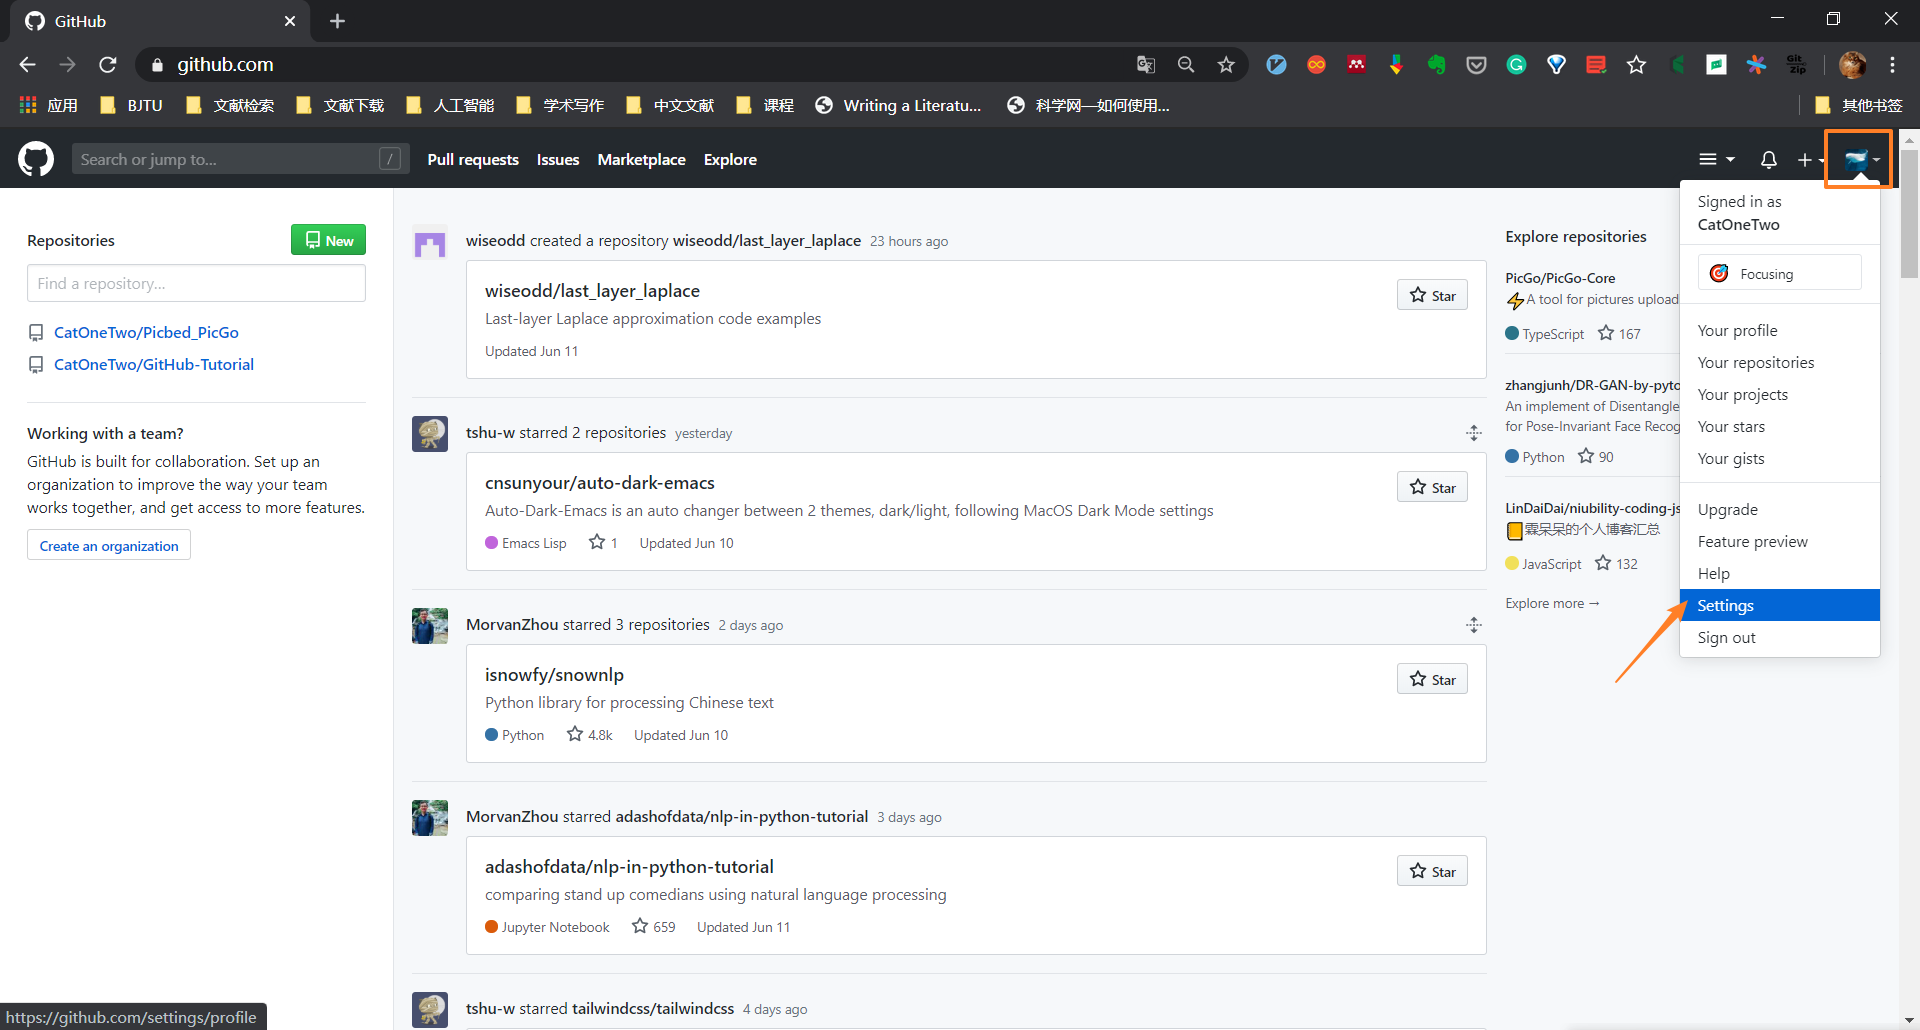 GitHub
github.com
应用
BJTU
文献检索
文献下载
人工智能
学术写作
中文文献
课程
Writing a Literatu...
科学网—如何使用...
其他书签
Search or jump to...
/
Pull requests
Issues
Marketplace
Explore
Repositories
New
Find a repository...
CatOneTwo/Picbed_PicGo
CatOneTwo/GitHub-Tutorial
Working with a team?
GitHub is built for collaboration. Set up an
organization to improve the way your team
works together, and get access to more features.
Create an organization
wiseodd created a repository wiseodd/last_layer_laplace 23 hours ago
wiseodd/last_layer_laplace
Star
Last-layer Laplace approximation code examples
Updated Jun 11
tshu-w starred 2 repositories yesterday
cnsunyour/auto-dark-emacs
Star
Auto-Dark-Emacs is an auto changer between 2 themes, dark/light, following MacOS Dark Mode settings
Emacs Lisp 1 Updated Jun 10
MorvanZhou starred 3 repositories 2 days ago
isnowfy/snownlp
Star
Python library for processing Chinese text
Python 4.8k Updated Jun 10
MorvanZhou starred adashofdata/nlp-in-python-tutorial 3 days ago
adashofdata/nlp-in-python-tutorial
Star
comparing stand up comedians using natural language processing
Jupyter Notebook 659 Updated Jun 11
tshu-w starred tailwindcss/tailwindcss 4 days ago
Explore repositories
PicGo/PicGo-Core
A tool for pictures upload
TypeScript 167
zhangjunh/DR-GAN-by-pyto
An implement of Disentangle
for Pose-Invariant Face Recog
Python 90
LinDaiDai/niubility-coding-js
霖呆呆的个人博客汇总
JavaScript 132
Explore more →
Signed in as
CatOneTwo
Focusing
Your profile
Your repositories
Your projects
Your stars
Your gists
Upgrade
Feature preview
Help
Settings
Sign out
https://github.com/settings/profile